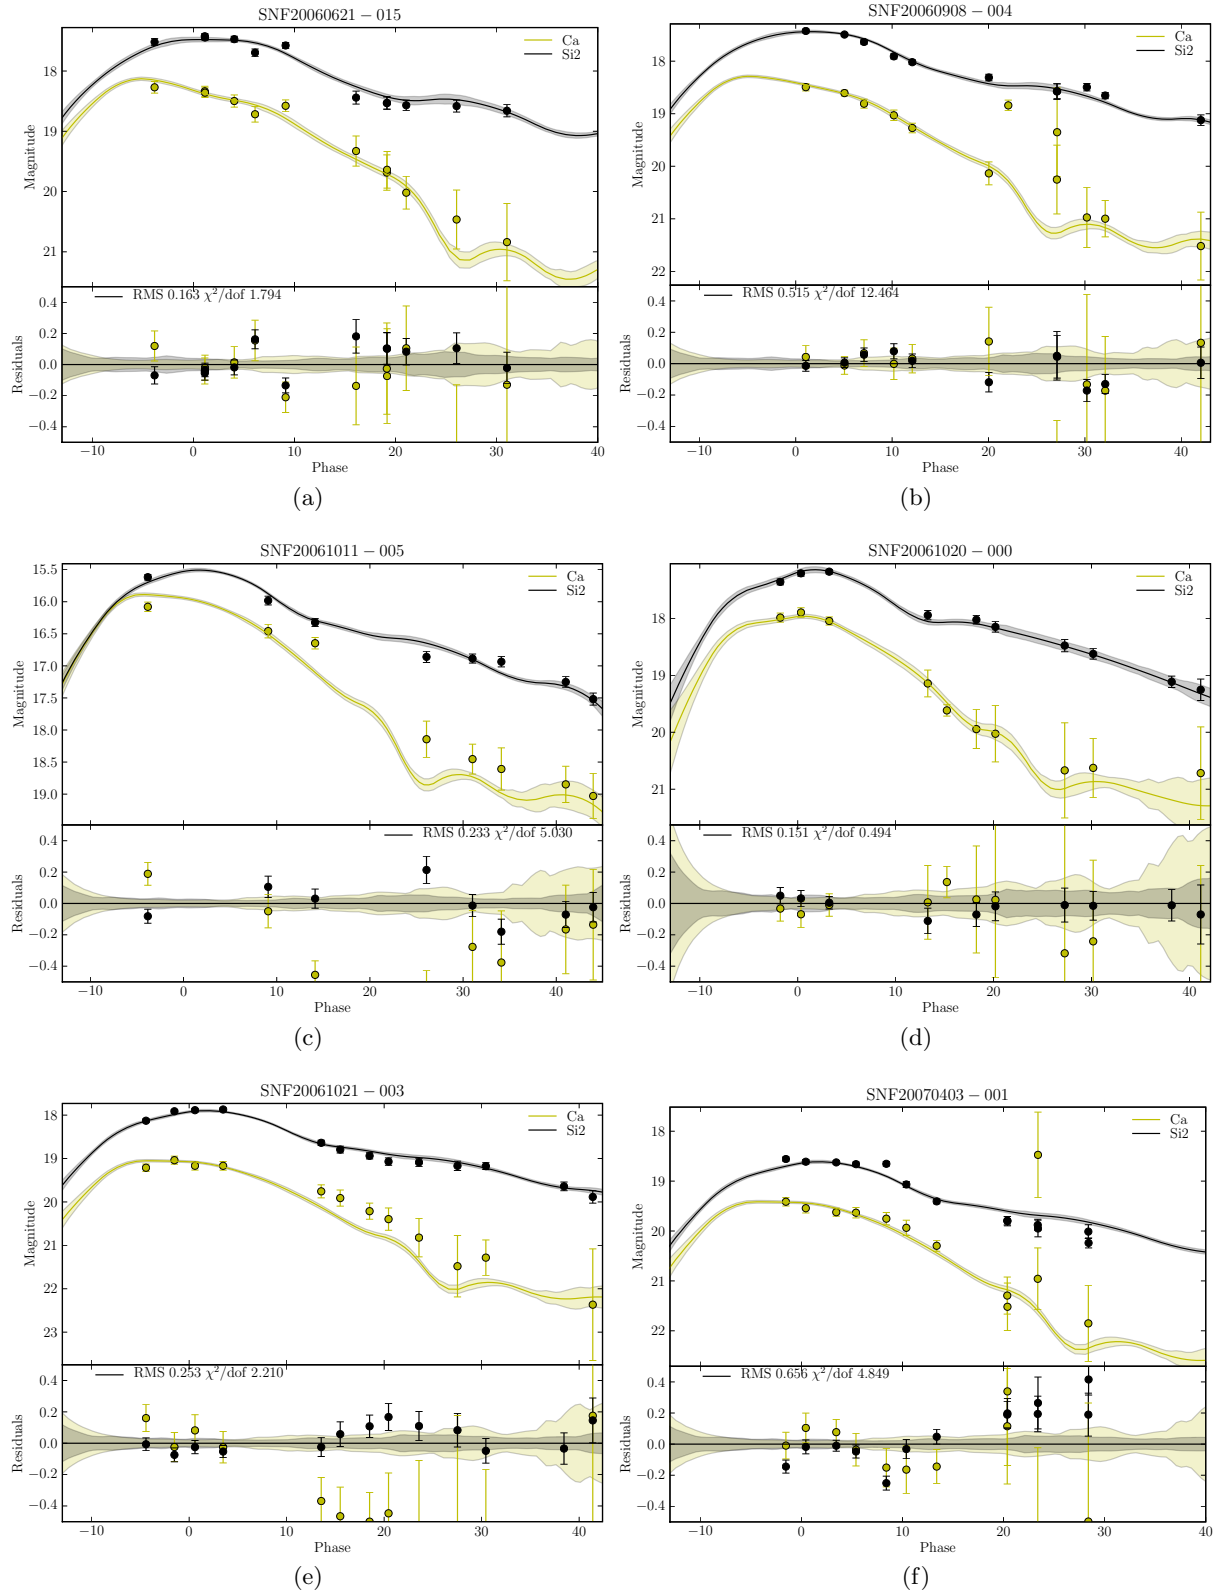 SNF20060621 − 015
Ca
Si2
18
19
20
21
Magnitude
RMS 0.163 χ²/dof 1.794
0.4
0.2
0.0
−0.2
−0.4
Residuals
−10 0 10 20 30 40
Phase
(a)
SNF20060908 − 004
Ca
Si2
18
19
20
21
22
Magnitude
RMS 0.515 χ²/dof 12.464
0.4
0.2
0.0
−0.2
−0.4
Residuals
−10 0 10 20 30 40
Phase
(b)
SNF20061011 − 005
Ca
Si2
15.5
16.0
16.5
17.0
17.5
18.0
18.5
19.0
Magnitude
RMS 0.233 χ²/dof 5.030
0.4
0.2
0.0
−0.2
−0.4
Residuals
−10 0 10 20 30 40
Phase
(c)
SNF20061020 − 000
Ca
Si2
18
19
20
21
Magnitude
RMS 0.151 χ²/dof 0.494
0.4
0.2
0.0
−0.2
−0.4
Residuals
−10 0 10 20 30 40
Phase
(d)
SNF20061021 − 003
Ca
Si2
18
19
20
21
22
23
Magnitude
RMS 0.253 χ²/dof 2.210
0.4
0.2
0.0
−0.2
−0.4
Residuals
−10 0 10 20 30 40
Phase
(e)
SNF20070403 − 001
Ca
Si2
18
19
20
21
22
Magnitude
RMS 0.656 χ²/dof 4.849
0.4
0.2
0.0
−0.2
−0.4
Residuals
−10 0 10 20 30 40
Phase
(f)